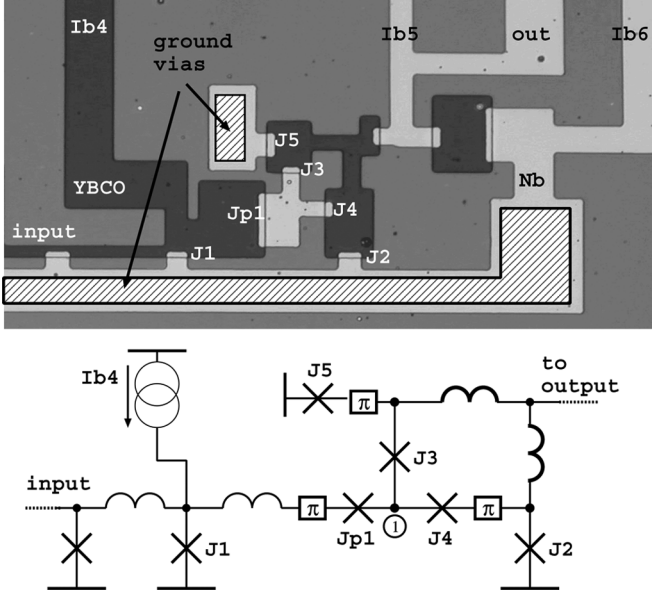 Ib4
Ib5
out
Ib6
ground
vias
J5
J3
YBCO
Nb
Jp1
J4
input
J1
J2
Ib4
J5
to
output
π
J3
input
π
π
J1
Jp1
1
J4
J2